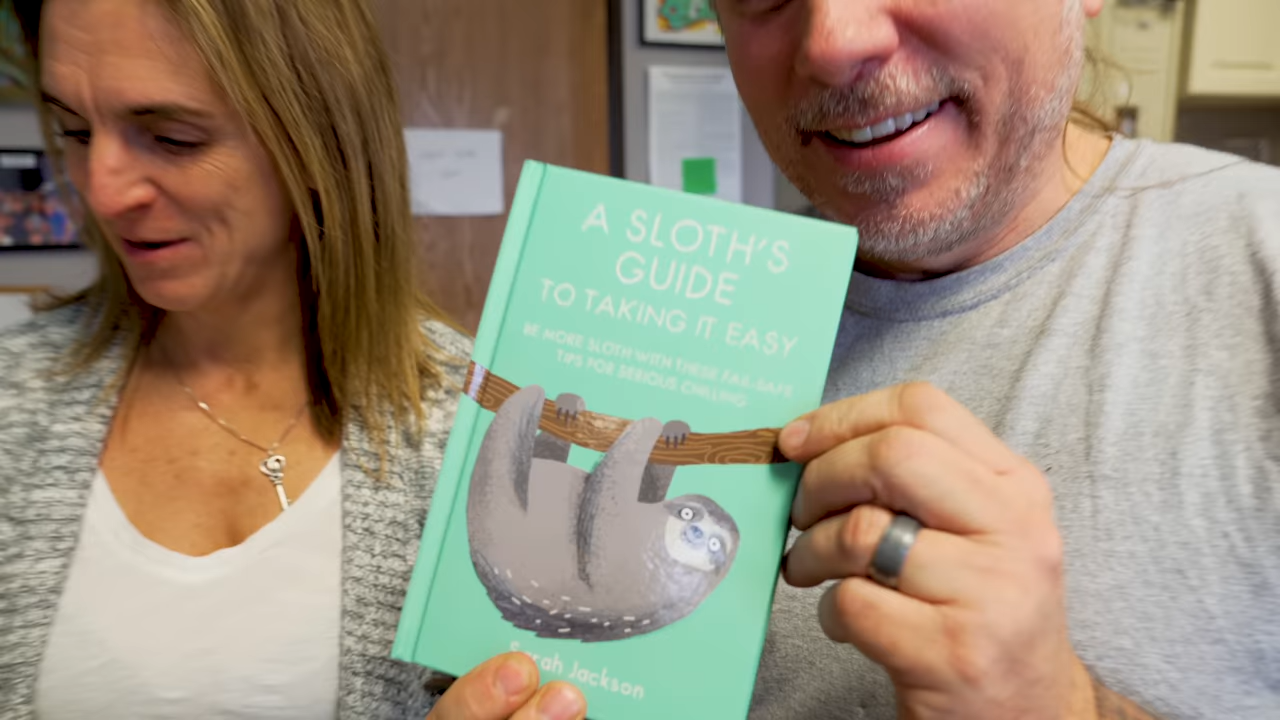 A SLOTH'S
GUIDE
TO TAKING IT EASY
BE MORE SLOTH WITH THESE FAIL-SAFE
TIPS FOR SERIOUS CHILLING
Sarah Jackson